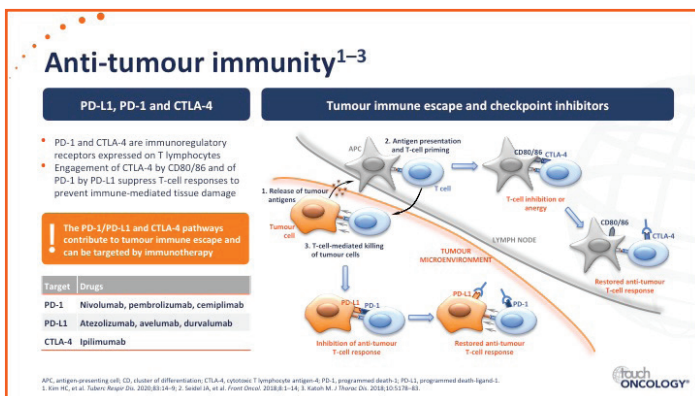 Anti-tumour immunity1–3
PD-L1, PD-1 and CTLA-4
• PD-1 and CTLA-4 are immunoregulatory
receptors expressed on T lymphocytes
• Engagement of CTLA-4 by CD80/86 and of
PD-1 by PD-L1 suppress T-cell responses to
prevent immune-mediated tissue damage
! The PD-1/PD-L1 and CTLA-4 pathways
contribute to tumour immune escape and
can be targeted by immunotherapy
Target Drugs
PD-1 Nivolumab, pembrolizumab, cemiplimab
PD-L1 Atezolizumab, avelumab, durvalumab
CTLA-4 Ipilimumab
Tumour immune escape and checkpoint inhibitors
APC
2. Antigen presentation
and T-cell priming
T cell
CD80/86
CTLA-4
T-cell inhibition or
anergy
1. Release of tumour
antigens
Tumour
cell
3. T-cell-mediated killing
of tumour cells
LYMPH NODE
TUMOUR
MICROENVIRONMENT
CD80/86
CTLA-4
Restored anti-tumour
T-cell response
PD-L1
PD-1
Inhibition of anti-tumour
T-cell response
PD-L1
PD-1
Restored anti-tumour
T-cell response
APC, antigen-presenting cell; CD, cluster of differentiation; CTLA-4, cytotoxic T lymphocyte antigen-4; PD-1, programmed death-1; PD-L1, programmed death-ligand-1.
1. Kim HC, et al. Tuberc Respir Dis. 2020;83:14–9; 2. Seidel JA, et al. Front Oncol. 2018;8:1–14, 3. Katoh M. J Thorac Dis. 2018;10:5178–83.
touch
ONCOLOGY®